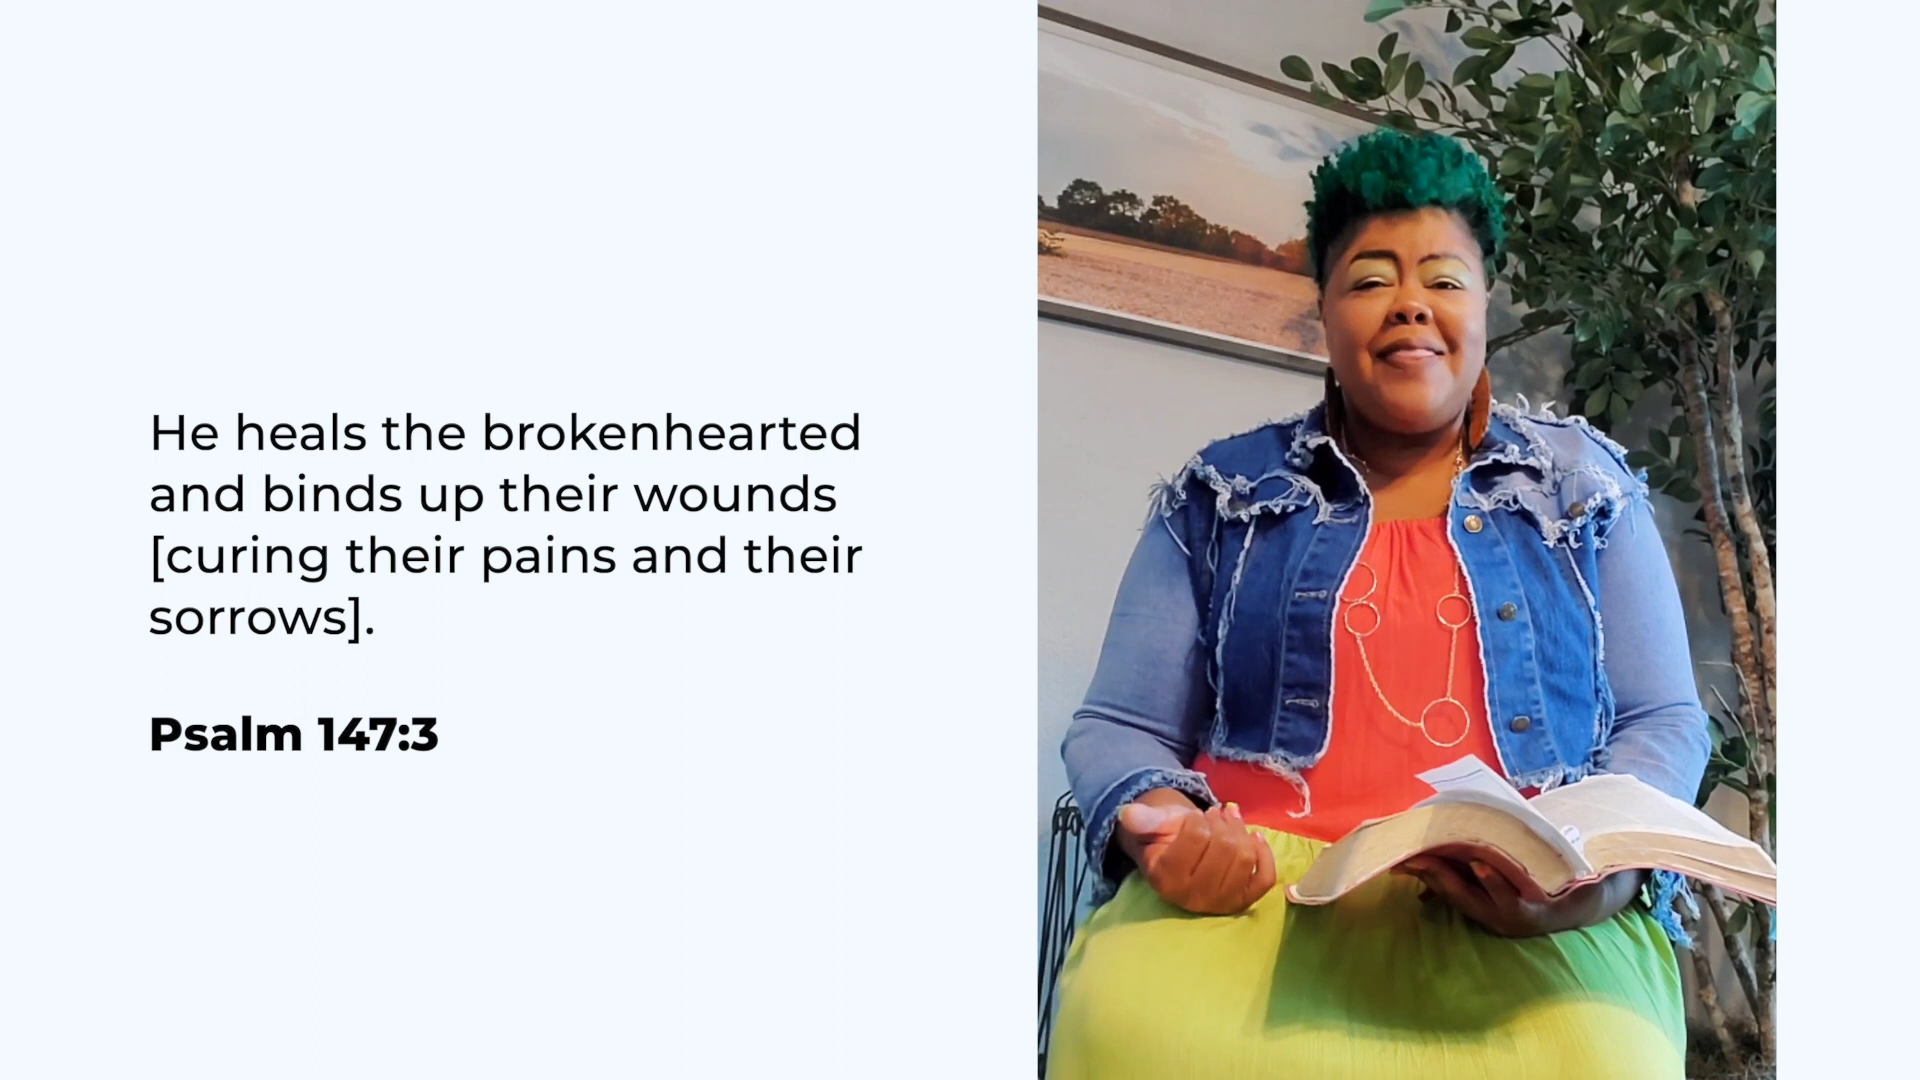 He heals the brokenhearted
and binds up their wounds
[curing their pains and their
sorrows].
Psalm 147:3